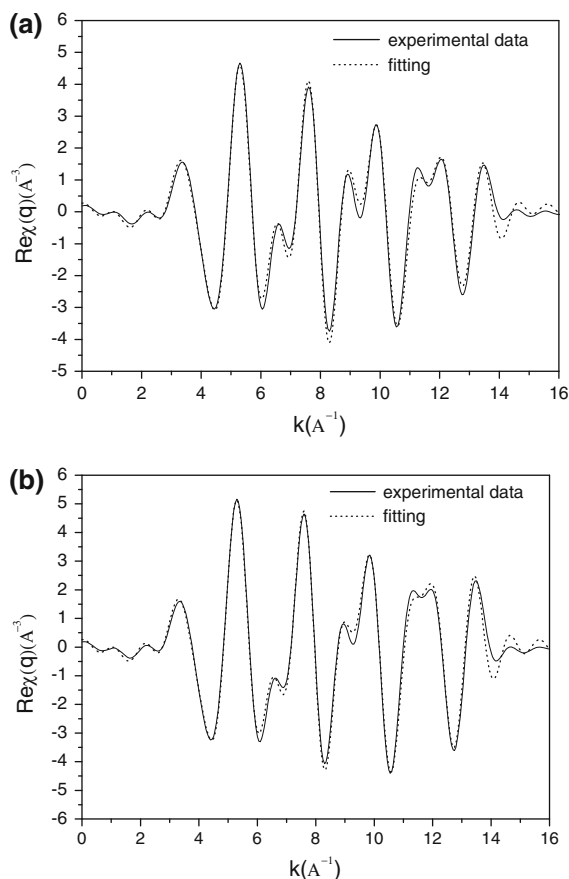 (a)
6
5
4
3
2
1
0
-1
-2
-3
-4
-5
experimental data
fitting
Reχ(q)(A⁻³)
0 2 4 6 8 10 12 14 16
k(A⁻¹)
(b)
6
5
4
3
2
1
0
-1
-2
-3
-4
-5
-6
experimental data
fitting
Reχ(q)(A⁻³)
0 2 4 6 8 10 12 14 16
k(A⁻¹)